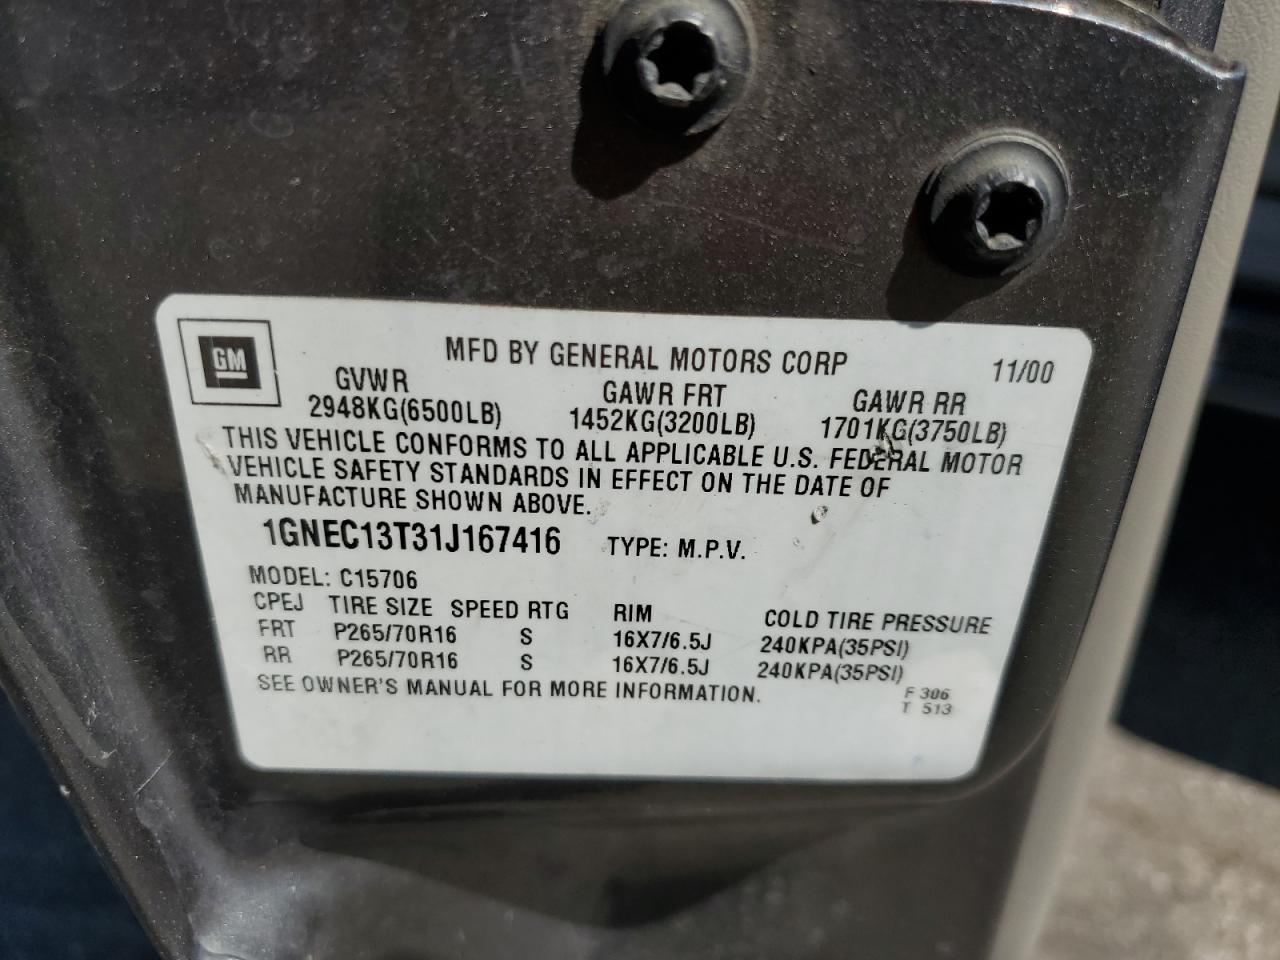 GM
MFD BY GENERAL MOTORS CORP 11/00
GVWR GAWR FRT GAWR RR
2948KG(6500LB) 1452KG(3200LB) 1701KG(3750LB)
THIS VEHICLE CONFORMS TO ALL APPLICABLE U.S. FEDERAL MOTOR
VEHICLE SAFETY STANDARDS IN EFFECT ON THE DATE OF
MANUFACTURE SHOWN ABOVE.
1GNEC13T31J167416 TYPE: M.P.V.
MODEL: C15706
CPEJ TIRE SIZE SPEED RTG RIM COLD TIRE PRESSURE
FRT P265/70R16 S 16X7/6.5J 240KPA(35PSI)
RR P265/70R16 S 16X7/6.5J 240KPA(35PSI)
SEE OWNER'S MANUAL FOR MORE INFORMATION.
F 306
T 513